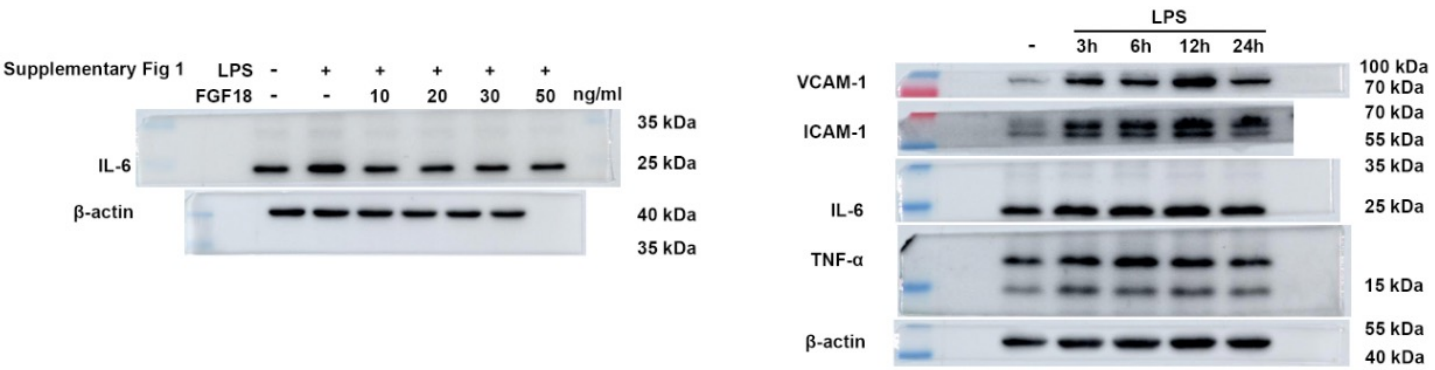 Supplementary Fig 1 LPS - + + + + +
FGF18 - - 10 20 30 50 ng/ml
35 kDa
IL-6 25 kDa
β-actin 40 kDa
35 kDa
LPS
- 3h 6h 12h 24h
100 kDa
VCAM-1 70 kDa
70 kDa
ICAM-1 55 kDa
35 kDa
IL-6 25 kDa
TNF-α
15 kDa
55 kDa
β-actin 40 kDa